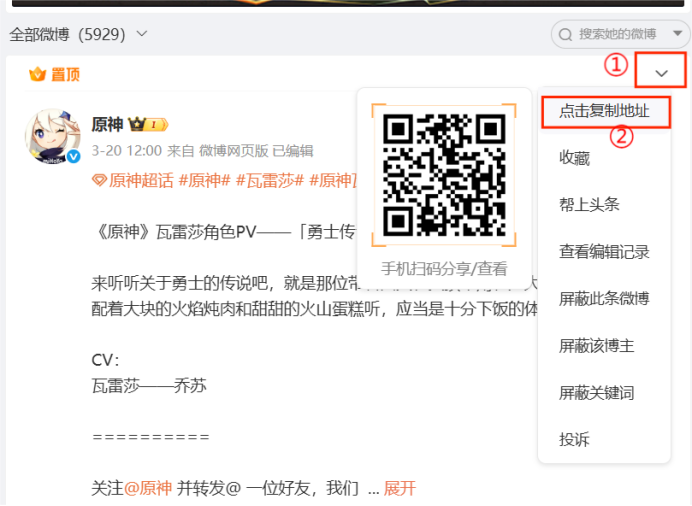 全部微博（5929）
搜索她的微博
置顶
①
点击复制地址
②
原神
1
3-20 12:00 来自 微博网页版 已编辑
原神超话 #原神# #瓦雷莎# #原神
《原神》瓦雷莎角色PV——「勇士传
来听听关于勇士的传说吧，就是那位
配着大块的火焰炖肉和甜甜的火山蛋糕听，应当是十分下饭的体
CV：
瓦雷莎——乔苏
==========
关注@原神 并转发@ 一位好友，我们 ... 展开
手机扫码分享/查看
收藏
帮上头条
查看编辑记录
屏蔽此条微博
屏蔽该博主
屏蔽关键词
投诉